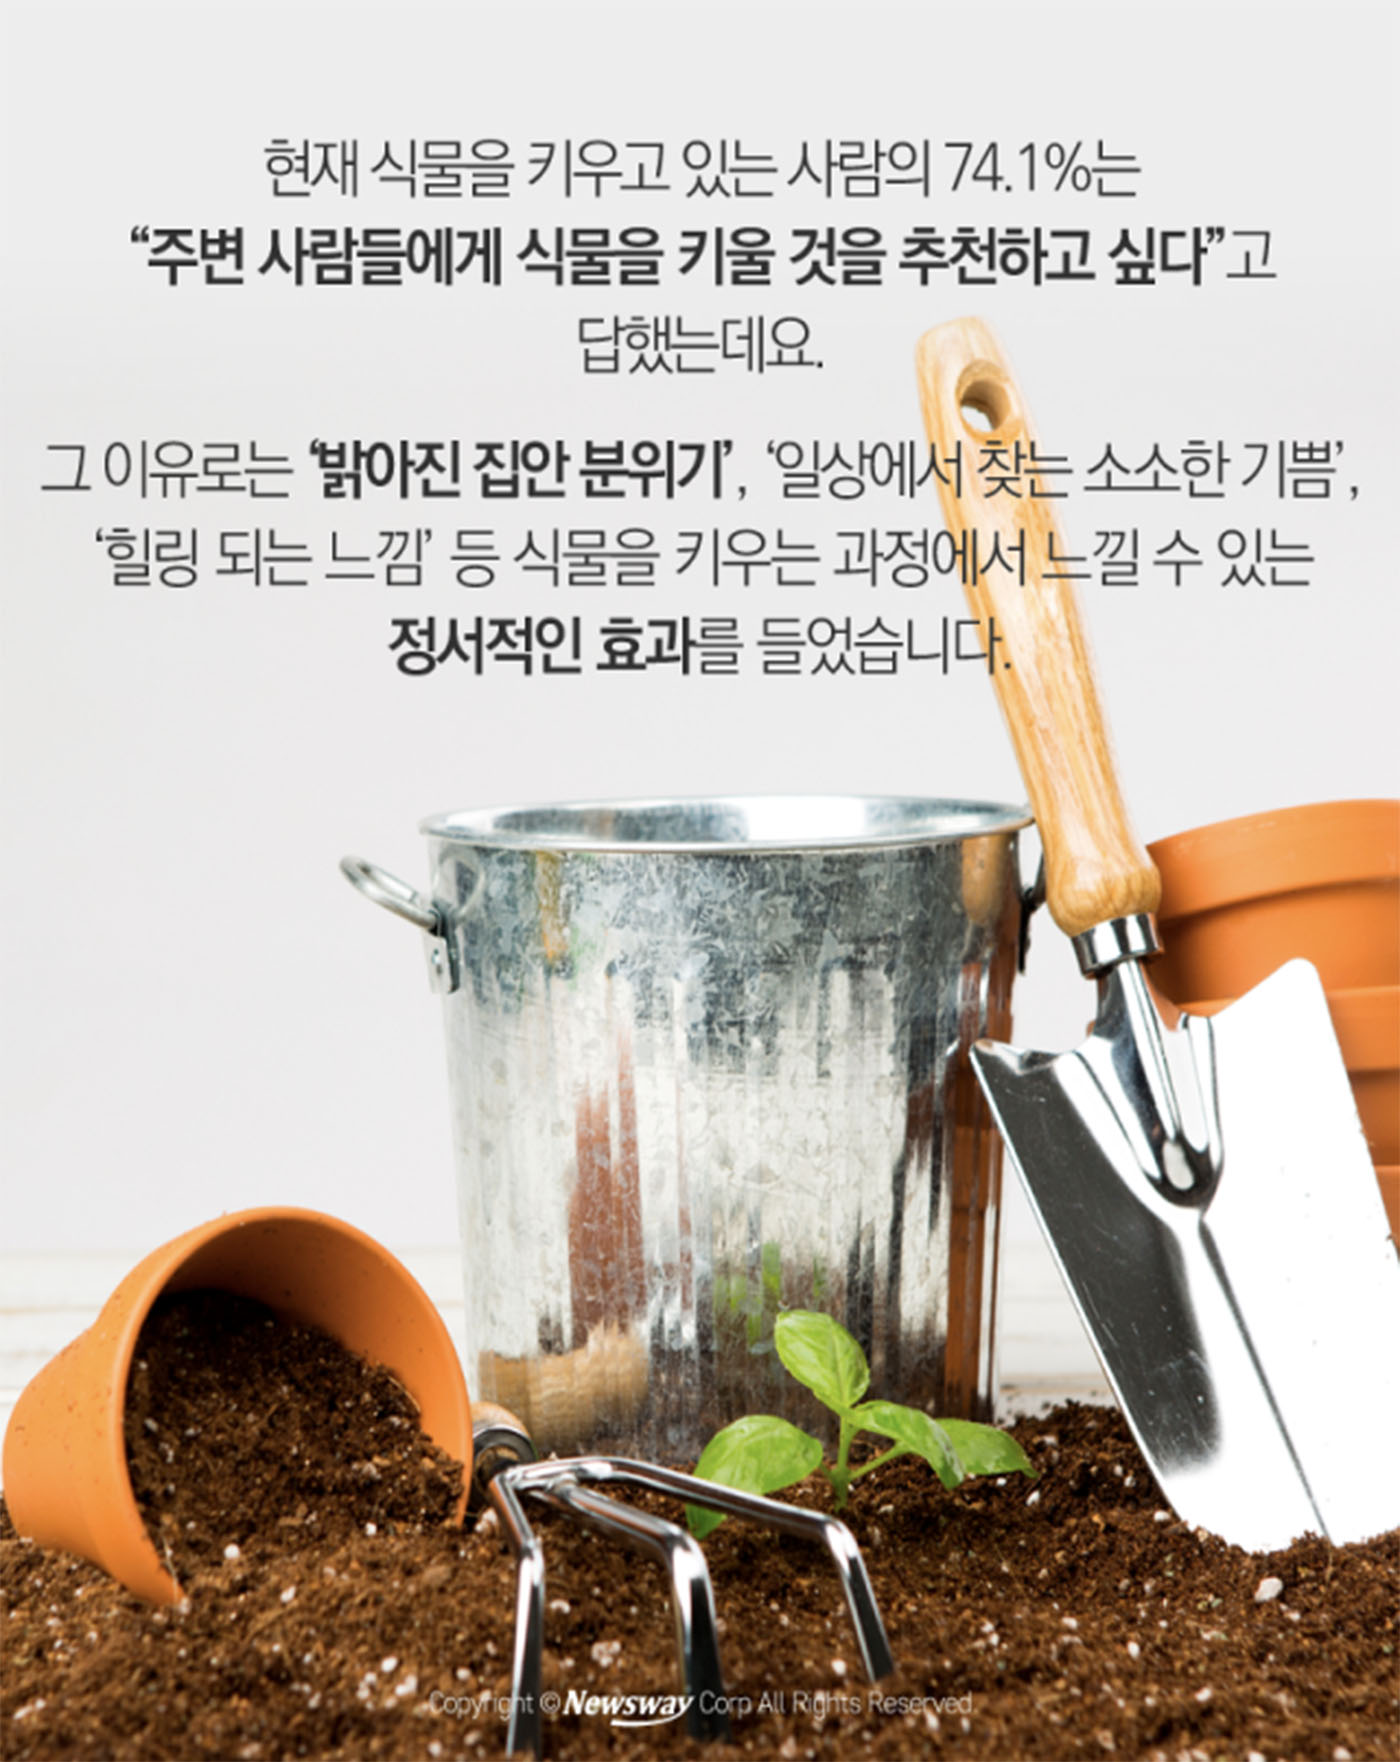 현재 식물을 키우고 있는 사람의 74.1%는
“주변 사람들에게 식물을 키울 것을 추천하고 싶다”고
답했는데요.
그 이유로는 ‘밝아진 집안 분위기’, ‘일상에서 찾는 소소한 기쁨’,
‘힐링 되는 느낌’ 등 식물을 키우는 과정에서 느낄 수 있는
정서적인 효과를 들었습니다.
Copyright © Newsway Corp All Rights Reserved.